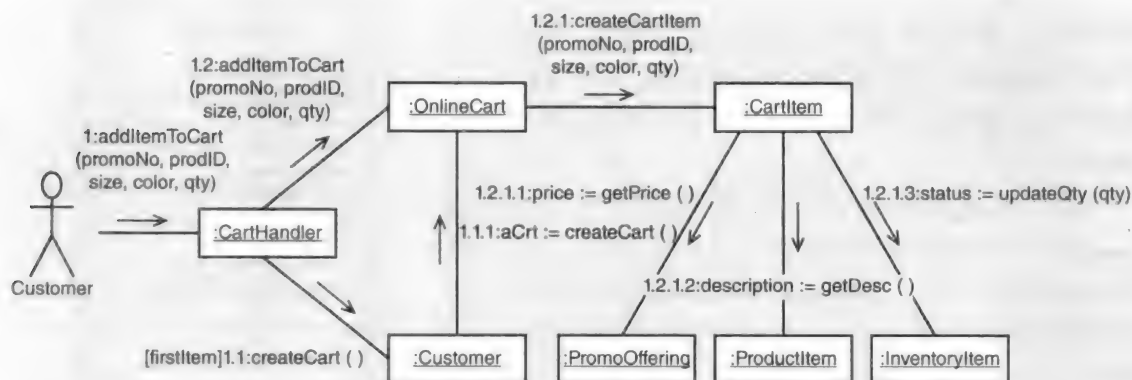 1.2.1:createCartItem
(promoNo, prodID,
size, color, qty)
1.2:addItemToCart
(promoNo, prodID,
size, color, qty)
:OnlineCart
:CartItem
1:addItemToCart
(promoNo, prodID,
size, color, qty)
1.2.1.1:price := getPrice ( )
1.2.1.3:status := updateQty (qty)
:CartHandler
1.1.1:aCrt := createCart ( )
Customer
1.2.1.2:description := getDesc ( )
[firstItem]1.1:createCart ( )
:Customer
:PromoOffering
:ProductItem
:InventoryItem